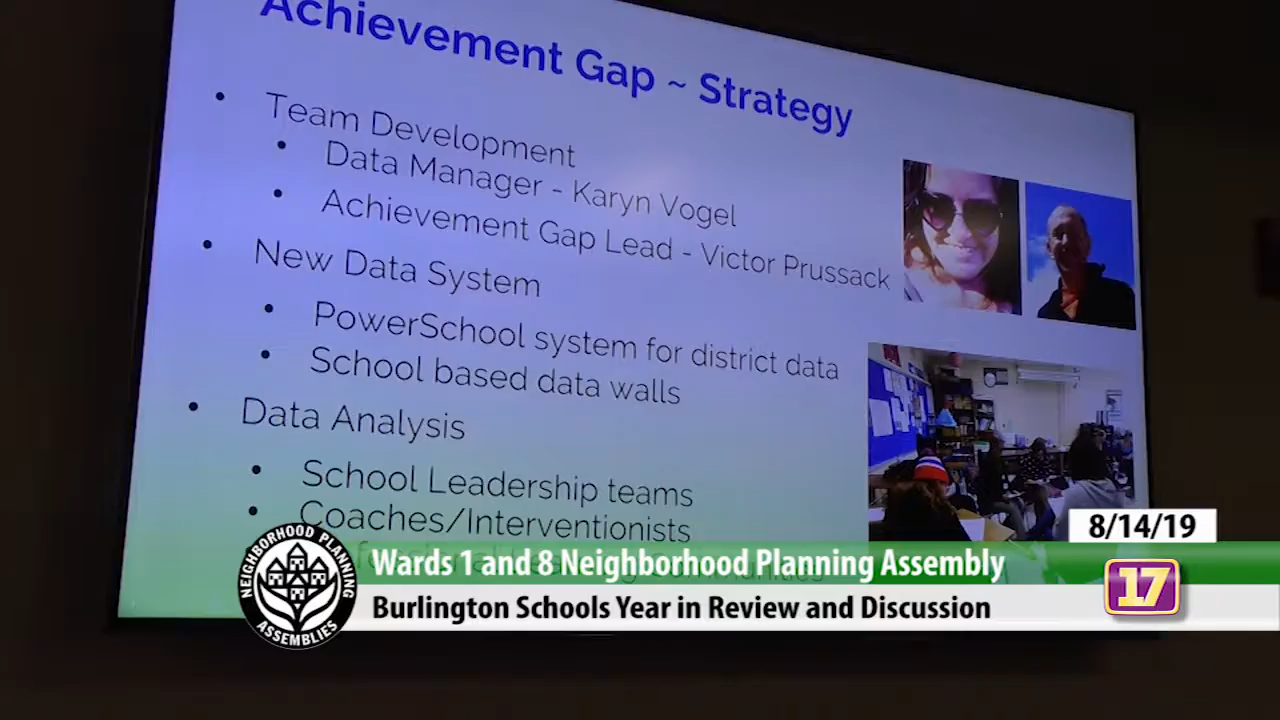 Achievement Gap ~ Strategy
• Team Development
• Data Manager - Karyn Vogel
• Achievement Gap Lead - Victor Prussack
• New Data System
• PowerSchool system for district data
• School based data walls
• Data Analysis
• School Leadership teams
• Coaches/Interventionists
8/14/19
NEIGHBORHOOD PLANNING
ASSEMBLIES
Wards 1 and 8 Neighborhood Planning Assembly
17
Burlington Schools Year in Review and Discussion